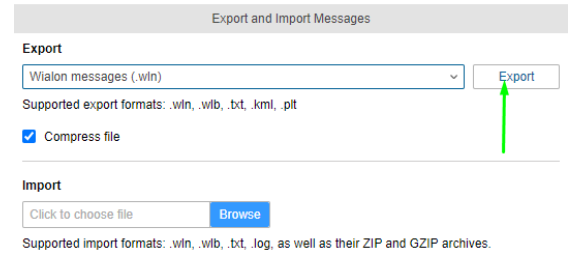 Export and Import Messages
Export
Wialon messages (.wln)
Export
Supported export formats: .wln, .wlb, .txt, .kml, .plt
Compress file
Import
Click to choose file
Browse
Supported import formats: .wln, .wlb, .txt, .log, as well as their ZIP and GZIP archives.